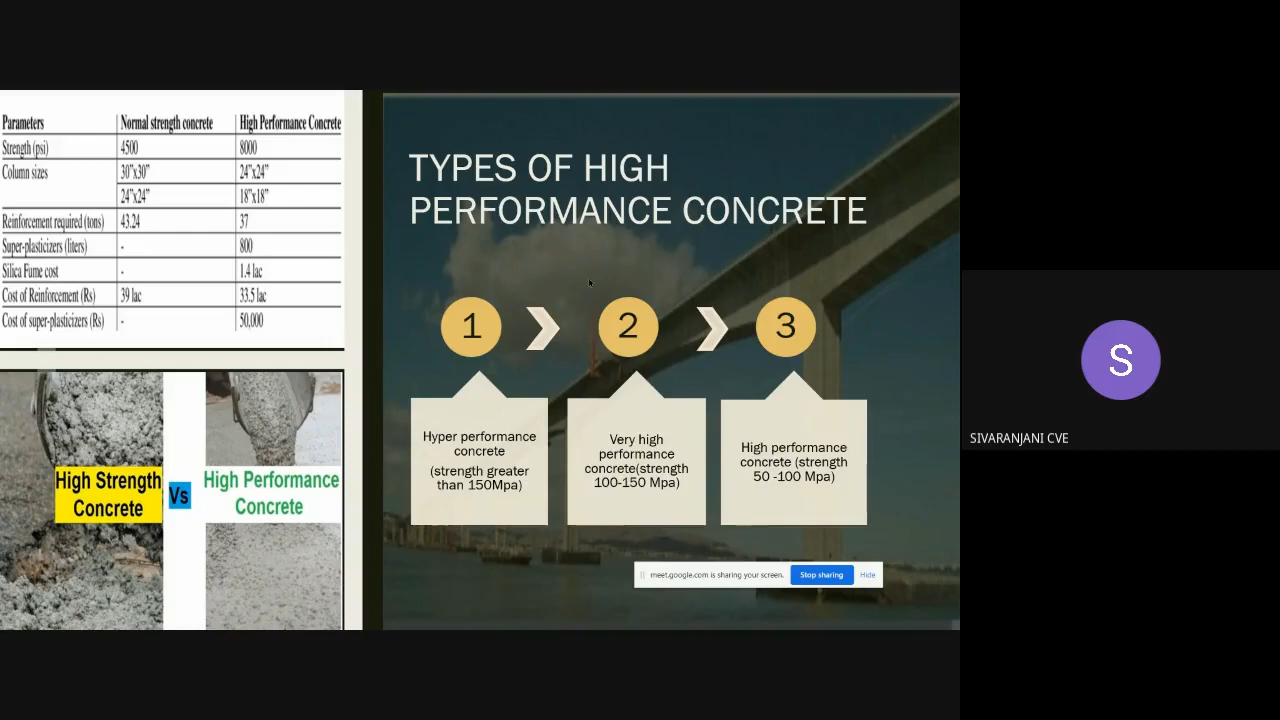 Parameters Normal strength concrete High Performance Concrete
Strength (psi) 4500 8000
Column sizes 30”x30” 24”x24”
24”x24” 18”x18”
Reinforcement required (tons) 43.24 37
Super-plasticizers (liters) - 800
Silica Fume cost - 1.4 lac
Cost of Reinforcement (Rs) 39 lac 33.5 lac
Cost of super-plasticizers (Rs) - 50,000
High Strength
Concrete
Vs
High Performance
Concrete
TYPES OF HIGH
PERFORMANCE CONCRETE
1
2
3
Hyper performance
concrete
(strength greater
than 150Mpa)
Very high
performance
concrete(strength
100-150 Mpa)
High performance
concrete (strength
50 -100 Mpa)
meet.google.com is sharing your screen. Stop sharing Hide
S
SIVARANJANI CVE